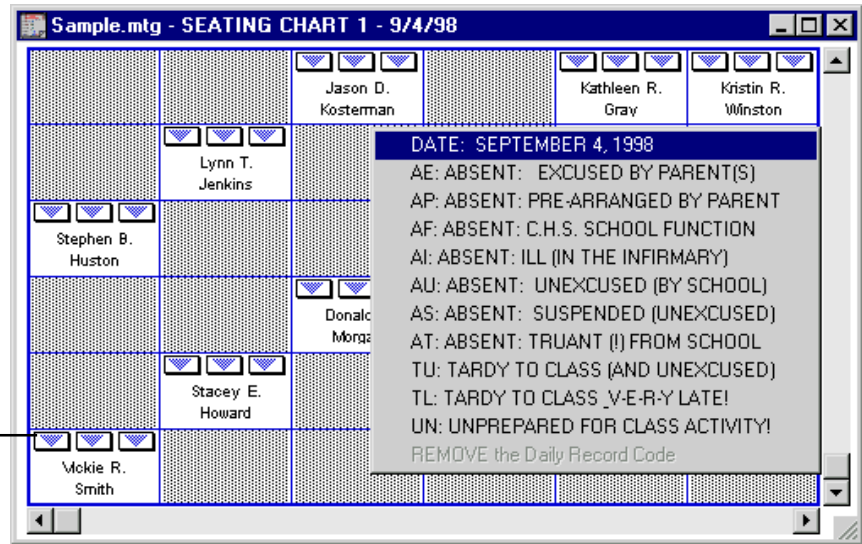 Sample.mtg - SEATING CHART 1 - 9/4/98
Jason D.
Kosterman
Kathleen R.
Gray
Kristin R.
Winston
Lynn T.
Jenkins
Stephen B.
Huston
Donald
Morga
Stacey E.
Howard
Vickie R.
Smith
DATE: SEPTEMBER 4, 1998
AE: ABSENT: EXCUSED BY PARENT(S)
AP: ABSENT: PRE-ARRANGED BY PARENT
AF: ABSENT: C.H.S. SCHOOL FUNCTION
AI: ABSENT: ILL (IN THE INFIRMARY)
AU: ABSENT: UNEXCUSED (BY SCHOOL)
AS: ABSENT: SUSPENDED (UNEXCUSED)
AT: ABSENT: TRUANT (!) FROM SCHOOL
TU: TARDY TO CLASS (AND UNEXCUSED)
TL: TARDY TO CLASS _V-E-R-Y LATE!
UN: UNPREPARED FOR CLASS ACTIVITY!
REMOVE the Daily Record Code